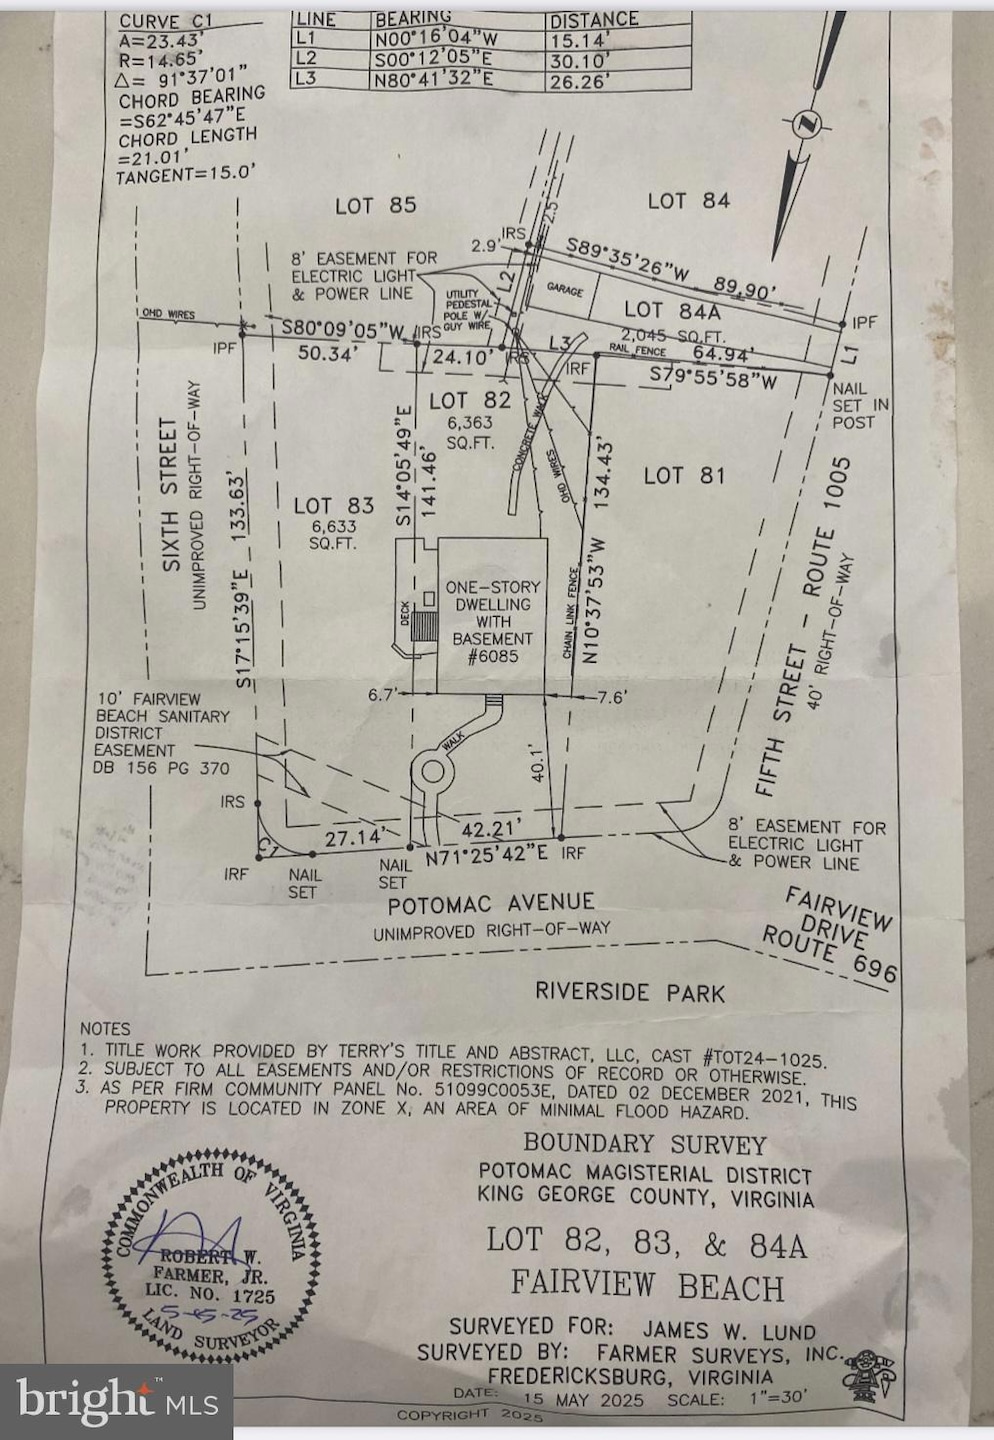 CURVE C1
A=23.43'
R=14.65'
Δ= 91°37'01"
CHORD BEARING
=S62°45'47"E
CHORD LENGTH
=21.01'
TANGENT=15.0'
LINE BEARING DISTANCE
L1 N00°16'04"W 15.14'
L2 S00°12'05"E 30.10'
L3 N80°41'32"E 26.26'
Z
LOT 85
LOT 84
2.5'
IRS
2.9'
S89°35'26"W 89.90'
8' EASEMENT FOR
ELECTRIC LIGHT
& POWER LINE
L2
GARAGE
UTILITY
PEDESTAL
POLE W/
GUY WIRE
LOT 84A
2,045 SQ.FT.
IPF
OHD WIRES
S80°09'05"W
IRS
IPF
50.34'
24.10'
IRS
L3
IRF
RAIL FENCE
64.94'
L1
S79°55'58"W
NAIL
SET IN
POST
LOT 82
6,363
SQ.FT.
CONCRETE WALK
OHD WIRES
SIXTH STREET
UNIMPROVED RIGHT-OF-WAY
S17°15'39"E 133.63'
LOT 83
6,633
SQ.FT.
S14°05'49"E
141.46'
134.43'
N10°37'53"W
LOT 81
FIFTH STREET - ROUTE 1005
40' RIGHT-OF-WAY
DECK
ONE-STORY
DWELLING
WITH
BASEMENT
#6085
CHAIN LINK FENCE
6.7'
7.6'
10' FAIRVIEW
BEACH SANITARY
DISTRICT
EASEMENT
DB 156 PG 370
WALK
40.1'
IRS
C1
IRF
NAIL
SET
27.14'
NAIL
SET
42.21'
N71°25'42"E
IRF
8' EASEMENT FOR
ELECTRIC LIGHT
& POWER LINE
POTOMAC AVENUE
UNIMPROVED RIGHT-OF-WAY
FAIRVIEW
DRIVE
ROUTE 696
RIVERSIDE PARK
NOTES
1. TITLE WORK PROVIDED BY TERRY'S TITLE AND ABSTRACT, LLC, CAST #TOT24-1025.
2. SUBJECT TO ALL EASEMENTS AND/OR RESTRICTIONS OF RECORD OR OTHERWISE.
3. AS PER FIRM COMMUNITY PANEL No. 51099C0053E, DATED 02 DECEMBER 2021, THIS
PROPERTY IS LOCATED IN ZONE X, AN AREA OF MINIMAL FLOOD HAZARD.
BOUNDARY SURVEY
POTOMAC MAGISTERIAL DISTRICT
KING GEORGE COUNTY, VIRGINIA
LOT 82, 83, & 84A
FAIRVIEW BEACH
SURVEYED FOR: JAMES W. LUND
SURVEYED BY: FARMER SURVEYS, INC.
FREDERICKSBURG, VIRGINIA
DATE: 15 MAY 2025 SCALE: 1"=30'
COPYRIGHT 2025
COMMONWEALTH OF VIRGINIA
ROBERT W.
FARMER, JR.
LIC. NO. 1725
5-15-25
LAND SURVEYOR
bright™ MLS